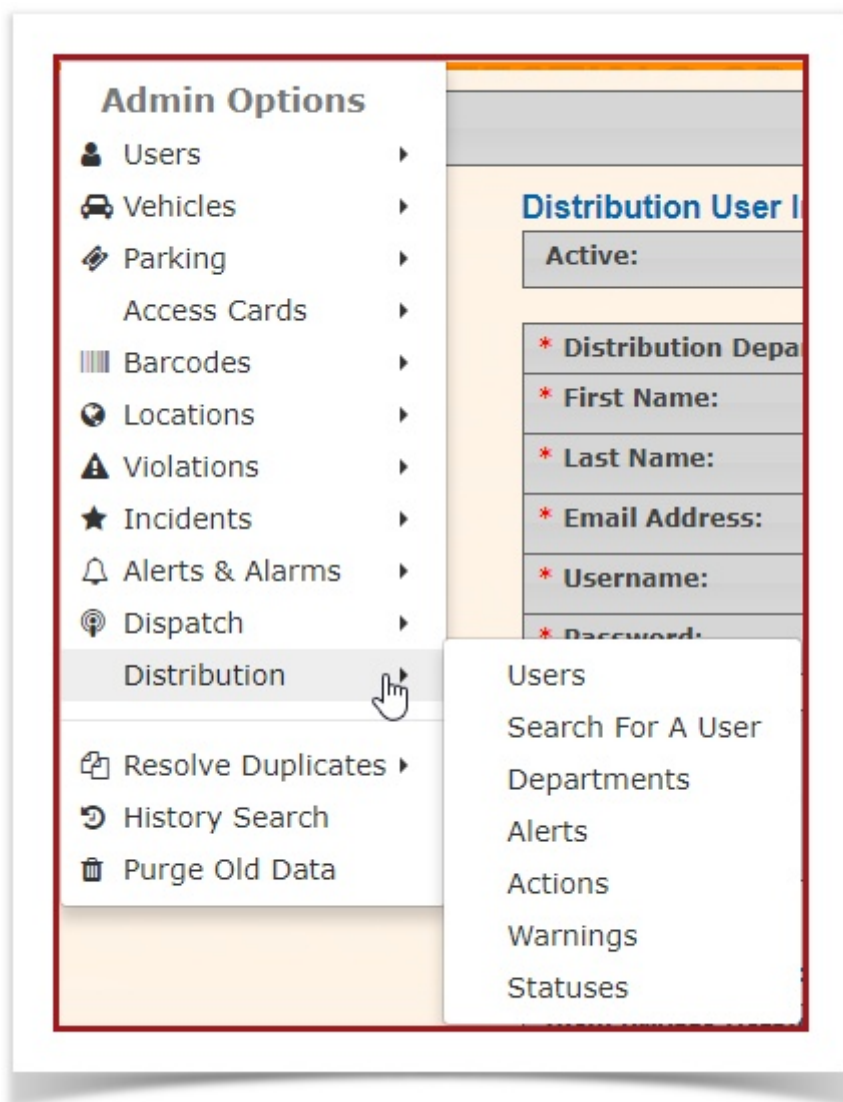 Admin Options
Users
Vehicles
Parking
Access Cards
Barcodes
Locations
Violations
Incidents
Alerts & Alarms
Dispatch
Distribution
Resolve Duplicates
History Search
Purge Old Data
Distribution User
Active:
* Distribution
* First Name:
* Last Name:
* Email Address:
* Username:
* Password:
Users
Search For A User
Departments
Alerts
Actions
Warnings
Statuses